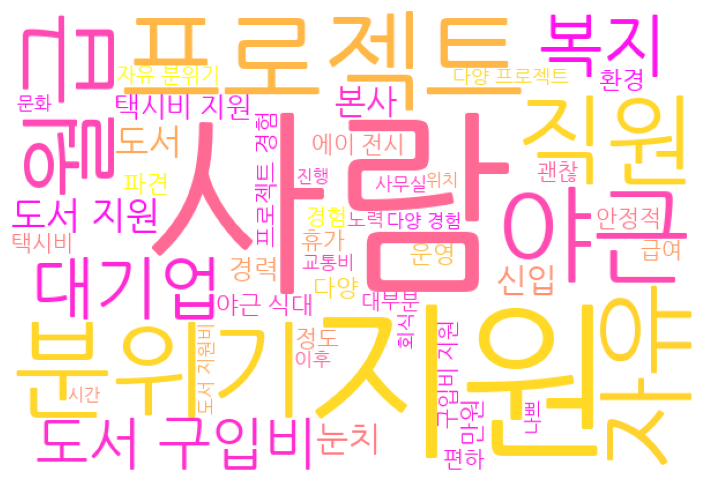 프로젝트
복지
월급
자유 분위기
다양 프로젝트
환경
문화
택시비 지원
본사
직원
도서
프로젝트 경험
에이 전시
사람
괜찮
진행
사무실
위치
파견
야근
도서 지원
경험
노력
다양 경험
안정적
택시비
휴가
운영
급여
대기업
경력
교통비
신입
다양
야근 식대
대부분
자유
분위기
지원
도서 지원비
정도
회식
구입비 지원
이후
시간
만원
나쁘
도서 구입비
눈치
편하